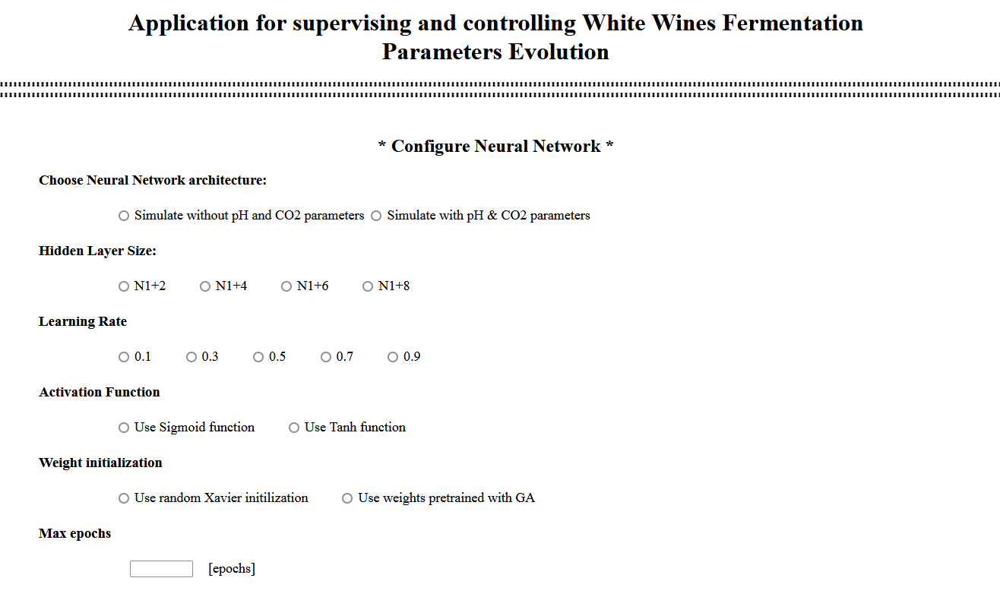 Application for supervising and controlling White Wines Fermentation
Parameters Evolution
* Configure Neural Network *
Choose Neural Network architecture:
Simulate without pH and CO2 parameters Simulate with pH & CO2 parameters
Hidden Layer Size:
N1+2 N1+4 N1+6 N1+8
Learning Rate
0.1 0.3 0.5 0.7 0.9
Activation Function
Use Sigmoid function Use Tanh function
Weight initialization
Use random Xavier initilization Use weights pretrained with GA
Max epochs
[epochs]